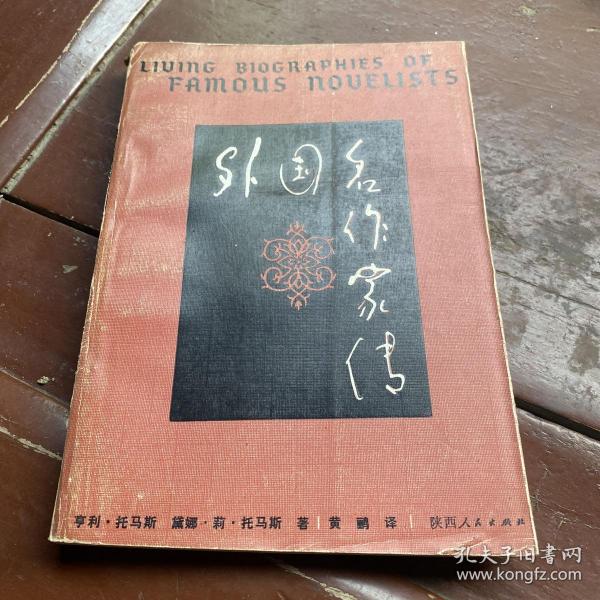 LIVING BIOGRAPHIES OF
FAMOUS NOVELISTS
外国名作家传
亨利·托马斯 黛娜·莉·托马斯 著 | 黄鹂 译 | 陕西人民出版社
孔夫子旧书网
www.kongfz.com